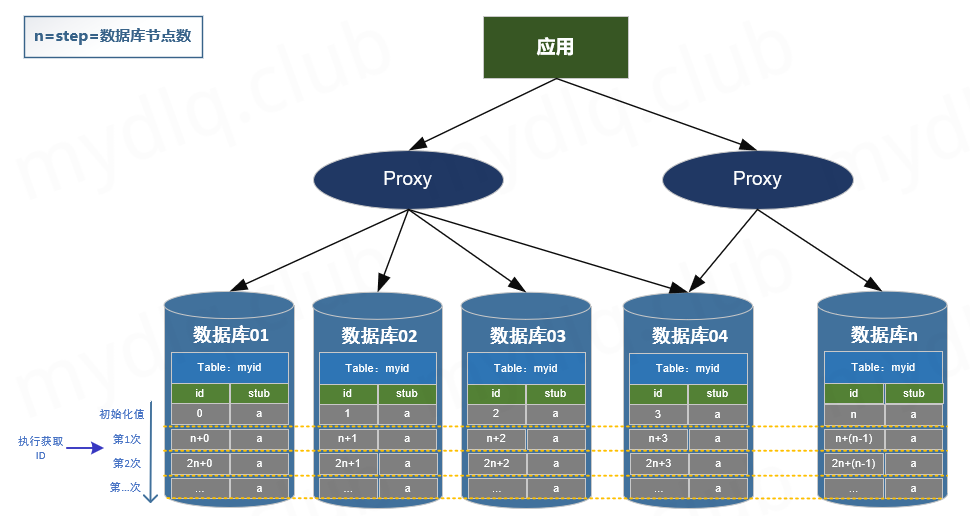 n=step=数据库节点数
应用
Proxy Proxy
数据库01 数据库02 数据库03 数据库04 数据库n
Table：myid Table：myid Table：myid Table：myid Table：myid
id stub id stub id stub id stub id stub
初始化值 0 a 1 a 2 a 3 a n a
执行获取
ID
第1次 n+0 a n+1 a n+2 a n+3 a n+(n-1) a
第2次 2n+0 a 2n+1 a 2n+2 a 2n+3 a 2n+(n-1) a
第...次 ... a ... a ... a ... a ... a
mydlq.club
mydlq.club
mydlq.club
mydlq.club